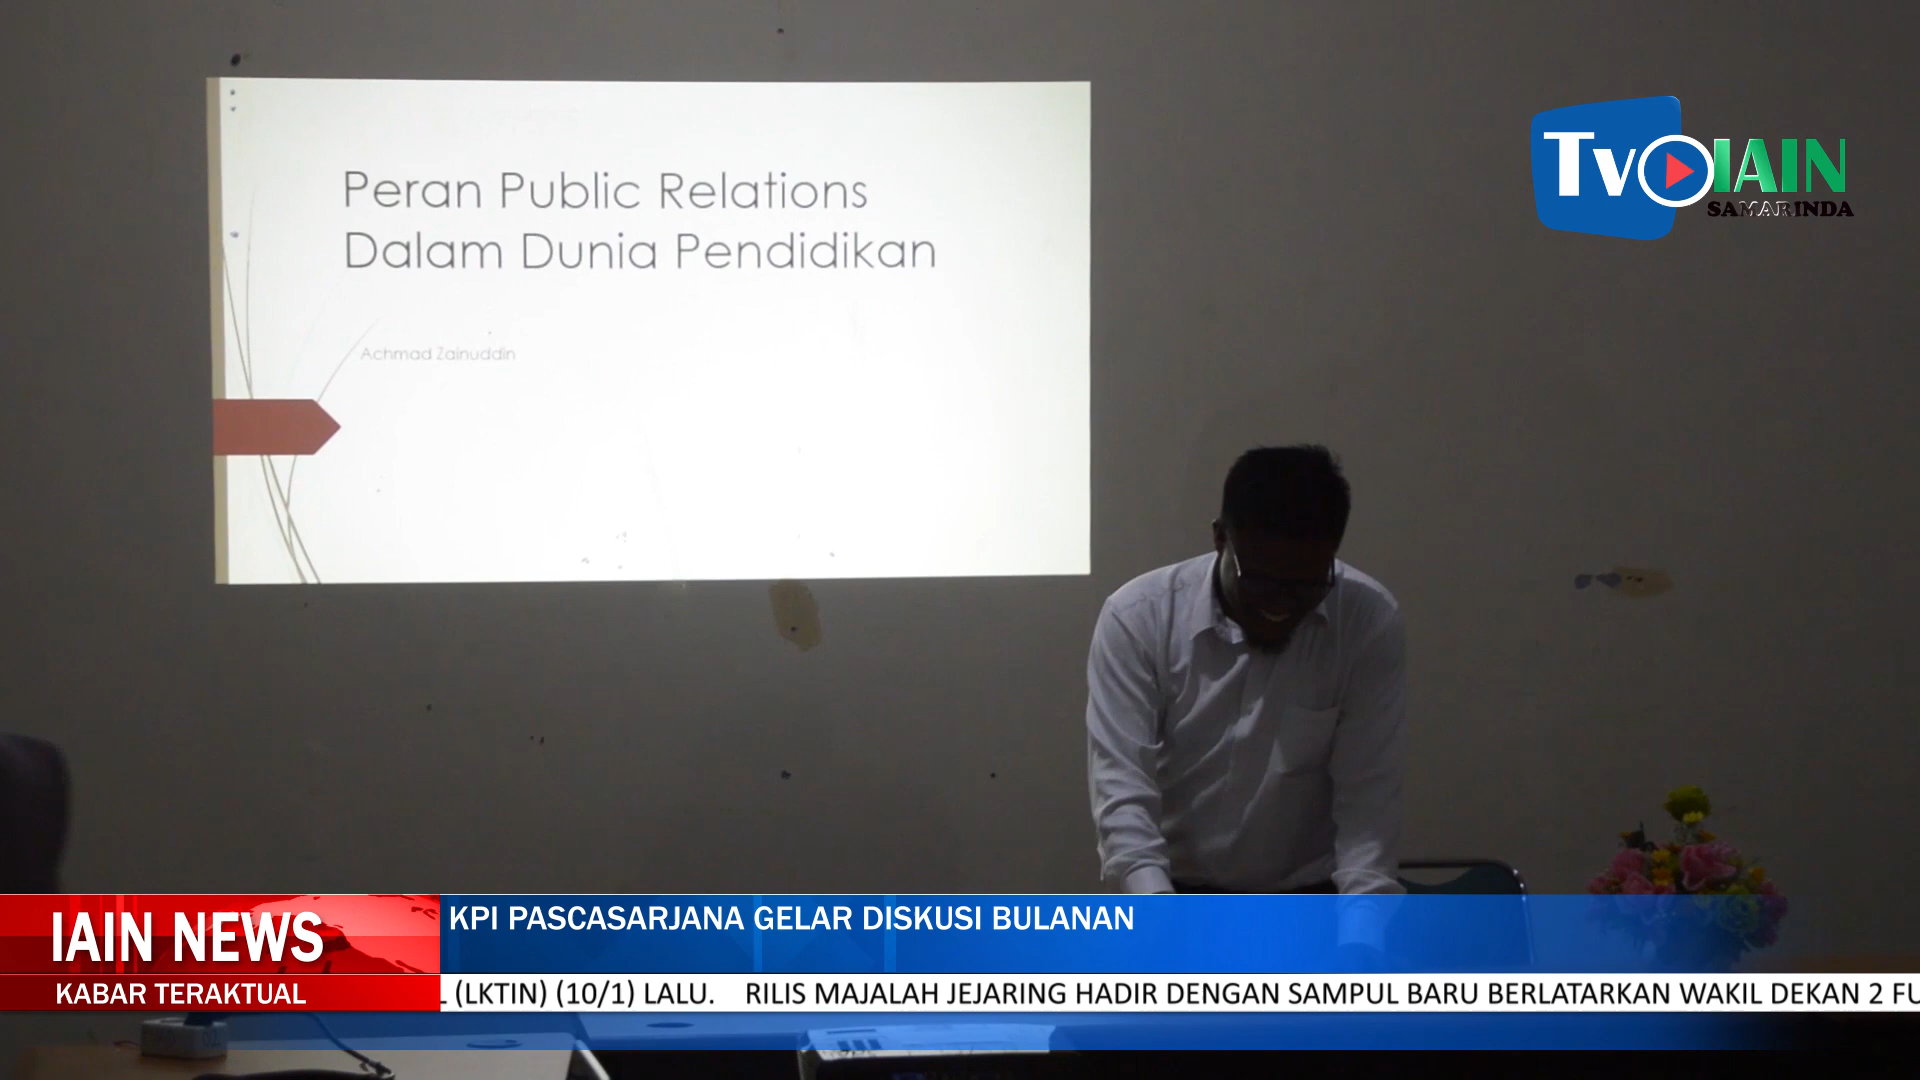 Peran Public Relations
Dalam Dunia Pendidikan
Achmad Zainuddin
Tv IAIN
SAMARINDA
IAIN NEWS
KPI PASCASARJANA GELAR DISKUSI BULANAN
KABAR TERAKTUAL
L (LKTIN) (10/1) LALU. RILIS MAJALAH JEJARING HADIR DENGAN SAMPUL BARU BERLATARKAN WAKIL DEKAN 2 FU